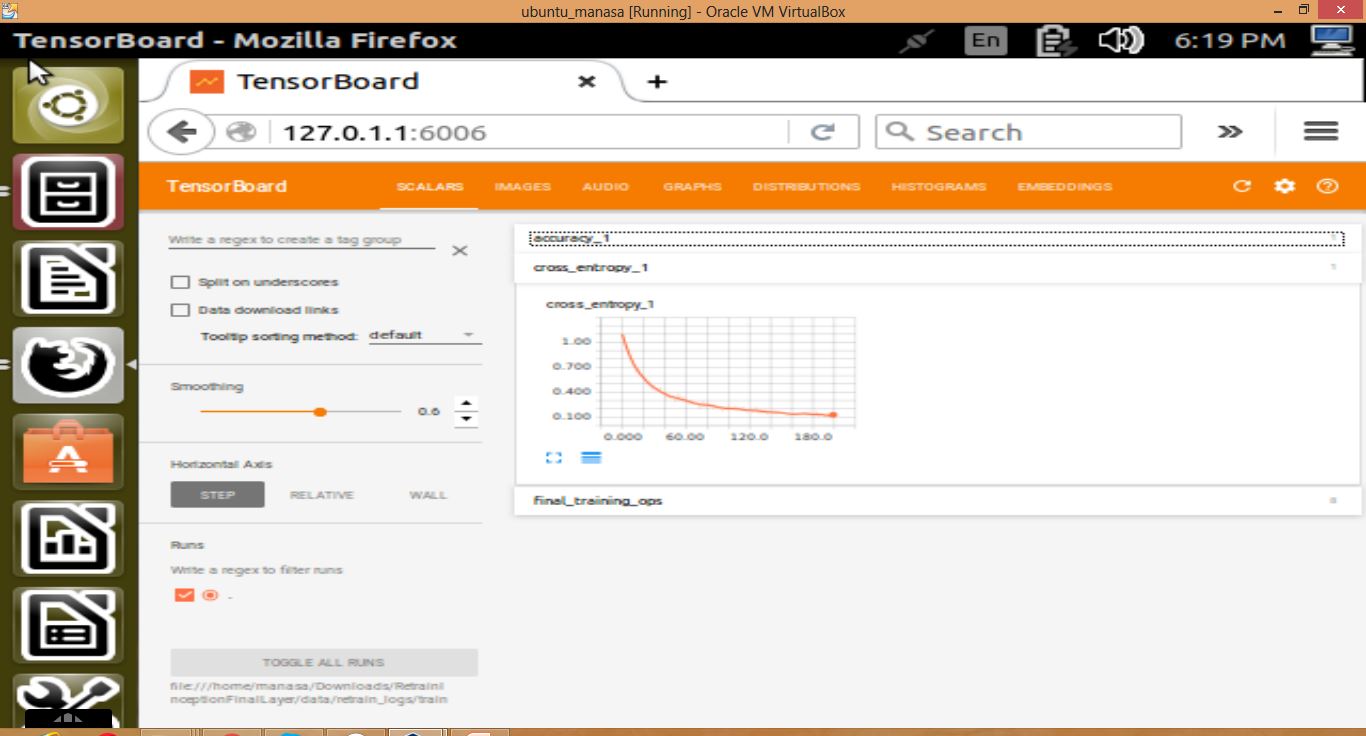 ubuntu_manasa [Running] - Oracle VM VirtualBox
TensorBoard - Mozilla Firefox En 6:19 PM
TensorBoard
127.0.1.1:6006 Search
TensorBoard SCALARS IMAGES AUDIO GRAPHS DISTRIBUTIONS HISTOGRAMS EMBEDDINGS
Write a regex to create a tag group
Split on underscores
Data download links
Tooltip sorting method: default
Smoothing
0.6
Horizontal Axis
STEP RELATIVE WALL
Runs
Write a regex to filter runs
.
TOGGLE ALL RUNS
file:///home/manasa/Downloads/RetrainI
nceptionFinalLayer/data/retrain_logs/train
accuracy_1 1
cross_entropy_1 1
cross_entropy_1
1.00
0.700
0.400
0.100
0.000 60.00 120.0 180.0
final_training_ops